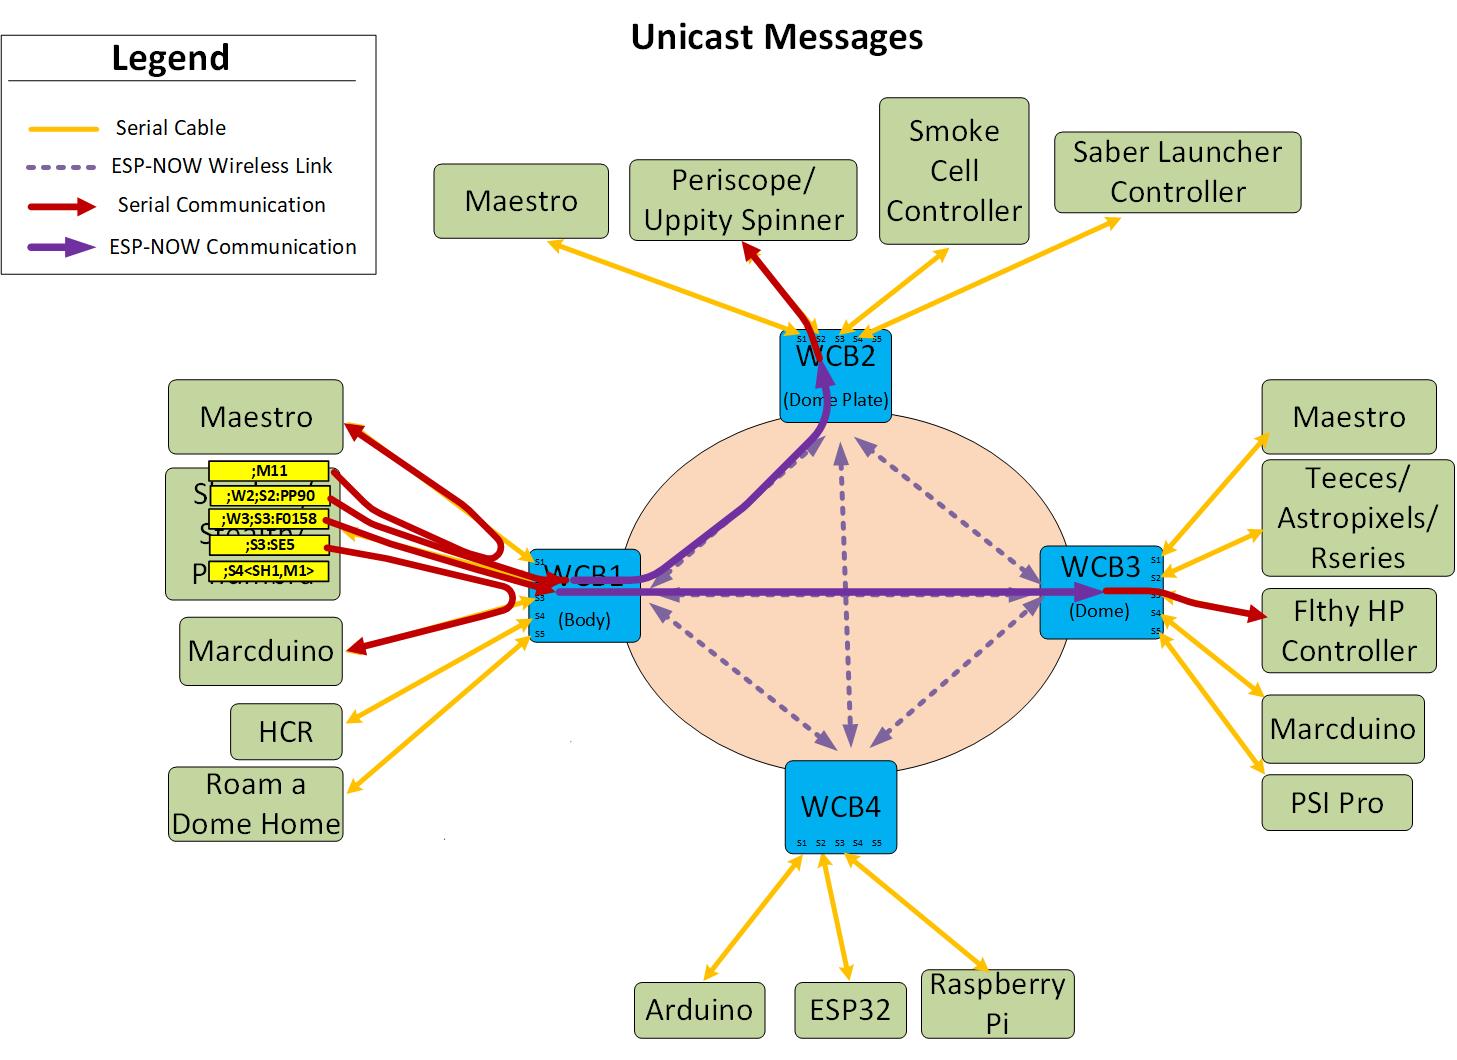 Unicast Messages
Legend
Serial Cable
ESP-NOW Wireless Link
Serial Communication
ESP-NOW Communication
Maestro
Periscope/
Uppity Spinner
Smoke
Cell
Controller
Saber Launcher
Controller
S1 S2 S3 S4 S5
WCB2
(Dome Plate)
Maestro
;M11
;W2;S2:PP90
;W3;S3:F0158
;S3:SE5
;S4<SH1,M1>
Marcduino
HCR
Roam a
Dome Home
S1
WCB1
S3
(Body)
S4
S5
WCB3
S1
S2
(Dome)
S3
S4
S5
Maestro
Teeces/
Astropixels/
Rseries
Flthy HP
Controller
Marcduino
PSI Pro
WCB4
S1 S2 S3 S4 S5
Arduino
ESP32
Raspberry
Pi